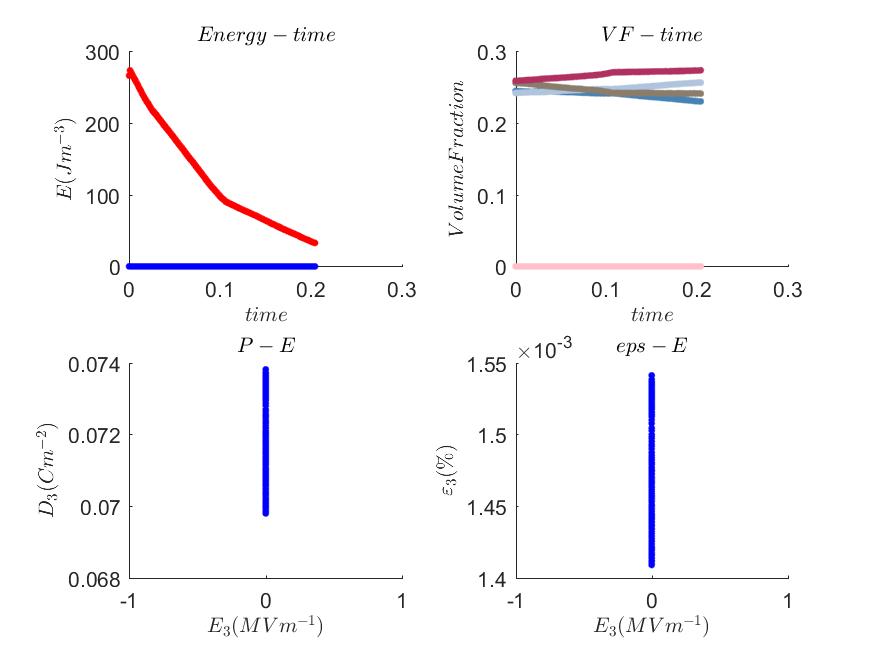 Energy − time
300
200
100
0
E(Jm⁻³)
0 0.1 0.2 0.3
time
VF − time
0.3
0.2
0.1
0
VolumeFraction
0 0.1 0.2 0.3
time
P − E
0.074
0.072
0.07
0.068
D₃(Cm⁻²)
-1 0 1
E₃(MVm⁻¹)
eps − E
×10⁻³
1.55
1.5
1.45
1.4
ε₃(%)
-1 0 1
E₃(MVm⁻¹)